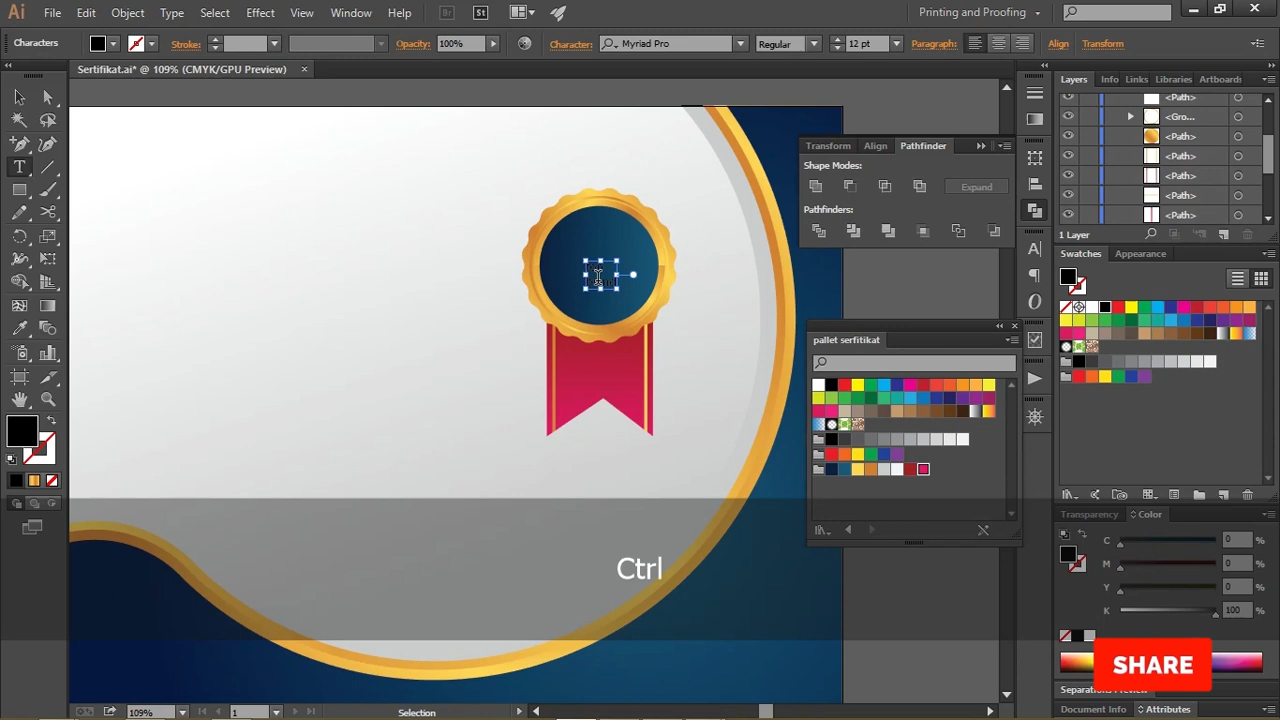 Ai File Edit Object Type Select Effect View Window Help Br St Printing and Proofing
Characters Stroke: Opacity: 100% Character: Myriad Pro Regular 12 pt Paragraph: Align Transform
Sertifikat.ai* @ 109% (CMYK/GPU Preview)
Layers Info Links Libraries Artboards
<Path>
<Gro...
<Path>
<Path>
<Path>
<Path>
<Path>
1 Layer
Transform Align Pathfinder
Shape Modes:
Expand
Pathfinders:
Swatches Appearance
pallet serfitikat
Transparency Color
C 0 %
M 0 %
Y 0 %
K 100 %
Ctrl
SHARE
Separations Preview
Document Info Attributes
109% 1 Selection